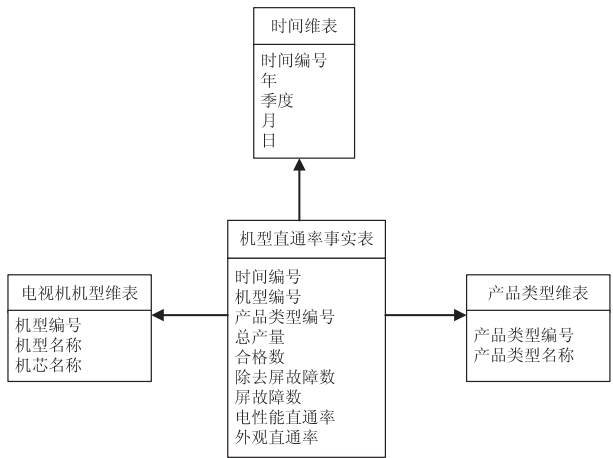 时间维表
时间编号
年
季度
月
日
机型直通率事实表
时间编号
机型编号
产品类型编号
总产量
合格数
除去屏故障数
屏故障数
电性能直通率
外观直通率
电视机机型维表
机型编号
机型名称
机芯名称
产品类型维表
产品类型编号
产品类型名称